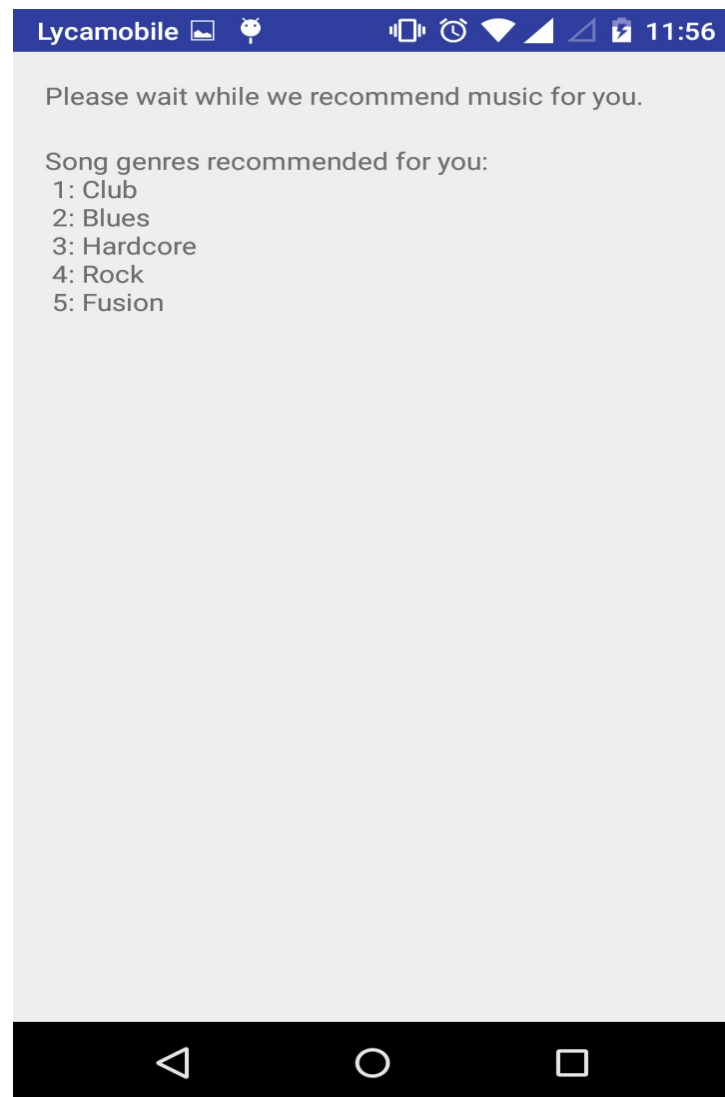 Lycamobile 11:56
Please wait while we recommend music for you.
Song genres recommended for you:
1: Club
2: Blues
3: Hardcore
4: Rock
5: Fusion